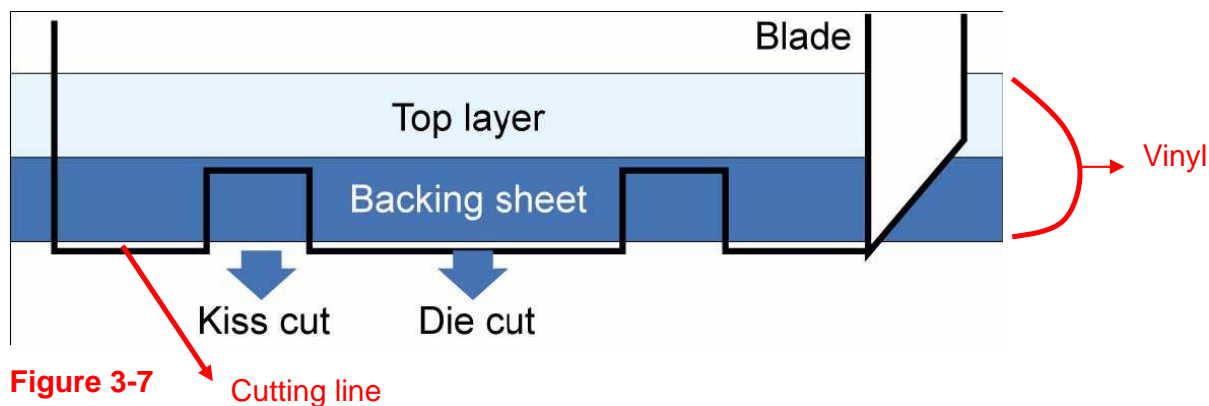 Blade
Top layer
Vinyl
Backing sheet
Kiss cut
Die cut
Figure 3-7
Cutting line